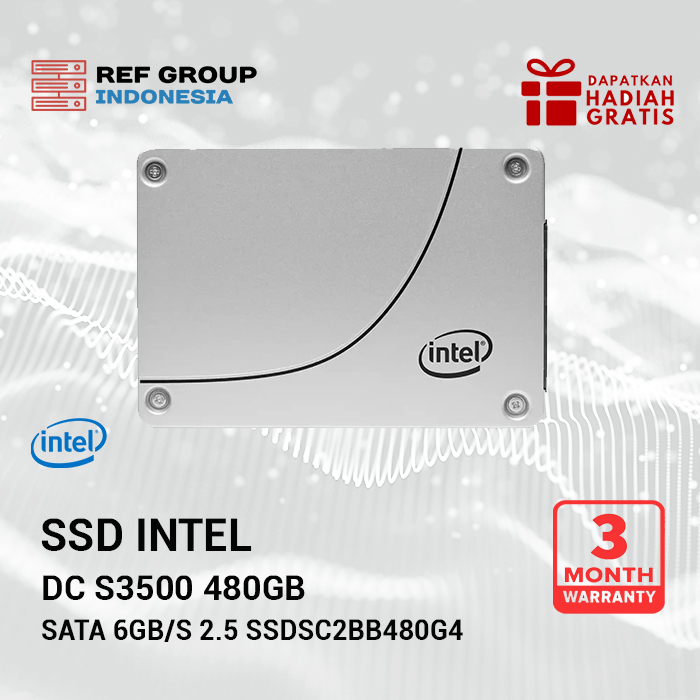 REF GROUP
INDONESIA
DAPATKAN
HADIAH
GRATIS
intel
intel
SSD INTEL
DC S3500 480GB
SATA 6GB/S 2.5 SSDSC2BB480G4
3
MONTH
WARRANTY